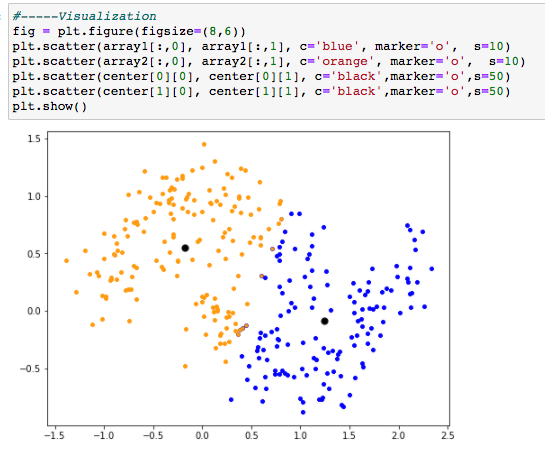 #-----Visualization
fig = plt.figure(figsize=(8,6))
plt.scatter(array1[:,0], array1[:,1], c='blue', marker='o',  s=10)
plt.scatter(array2[:,0], array2[:,1], c='orange', marker='o',  s=10)
plt.scatter(center[0][0], center[0][1], c='black',marker='o',s=50)
plt.scatter(center[1][0], center[1][1], c='black',marker='o',s=50)
plt.show()
1.5
1.0
0.5
0.0
−0.5
−1.5 −1.0 −0.5 0.0 0.5 1.0 1.5 2.0 2.5